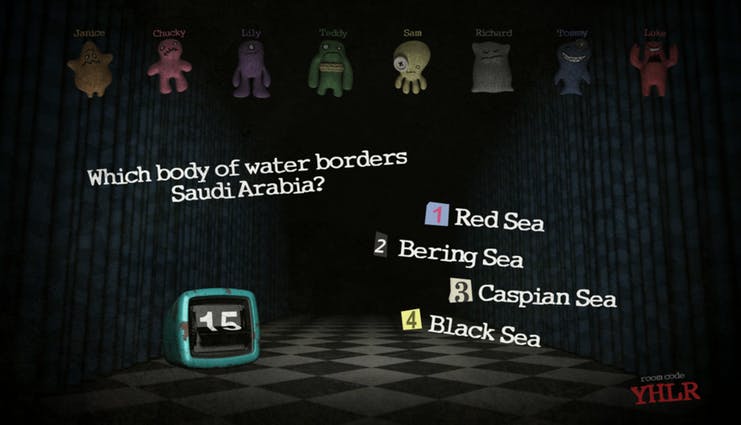 Janice Chucky Lily Teddy Sam Richard Tommy Luke
Which body of water borders
Saudi Arabia?
1 Red Sea
2 Bering Sea
3 Caspian Sea
4 Black Sea
15
room code
YHLR